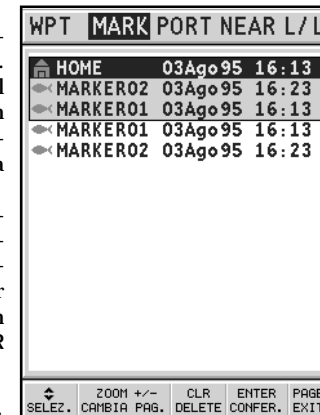 WPT MARK PORT NEAR L/L
HOME 03Ago95 16:13
MARKER02 03Ago95 16:23
MARKER01 03Ago95 16:13
MARKER01 03Ago95 16:13
MARKER02 03Ago95 16:23
SELEZ. ZOOM +/- CAMBIA PAG. CLR DELETE ENTER CONFER. PAGE EXIT